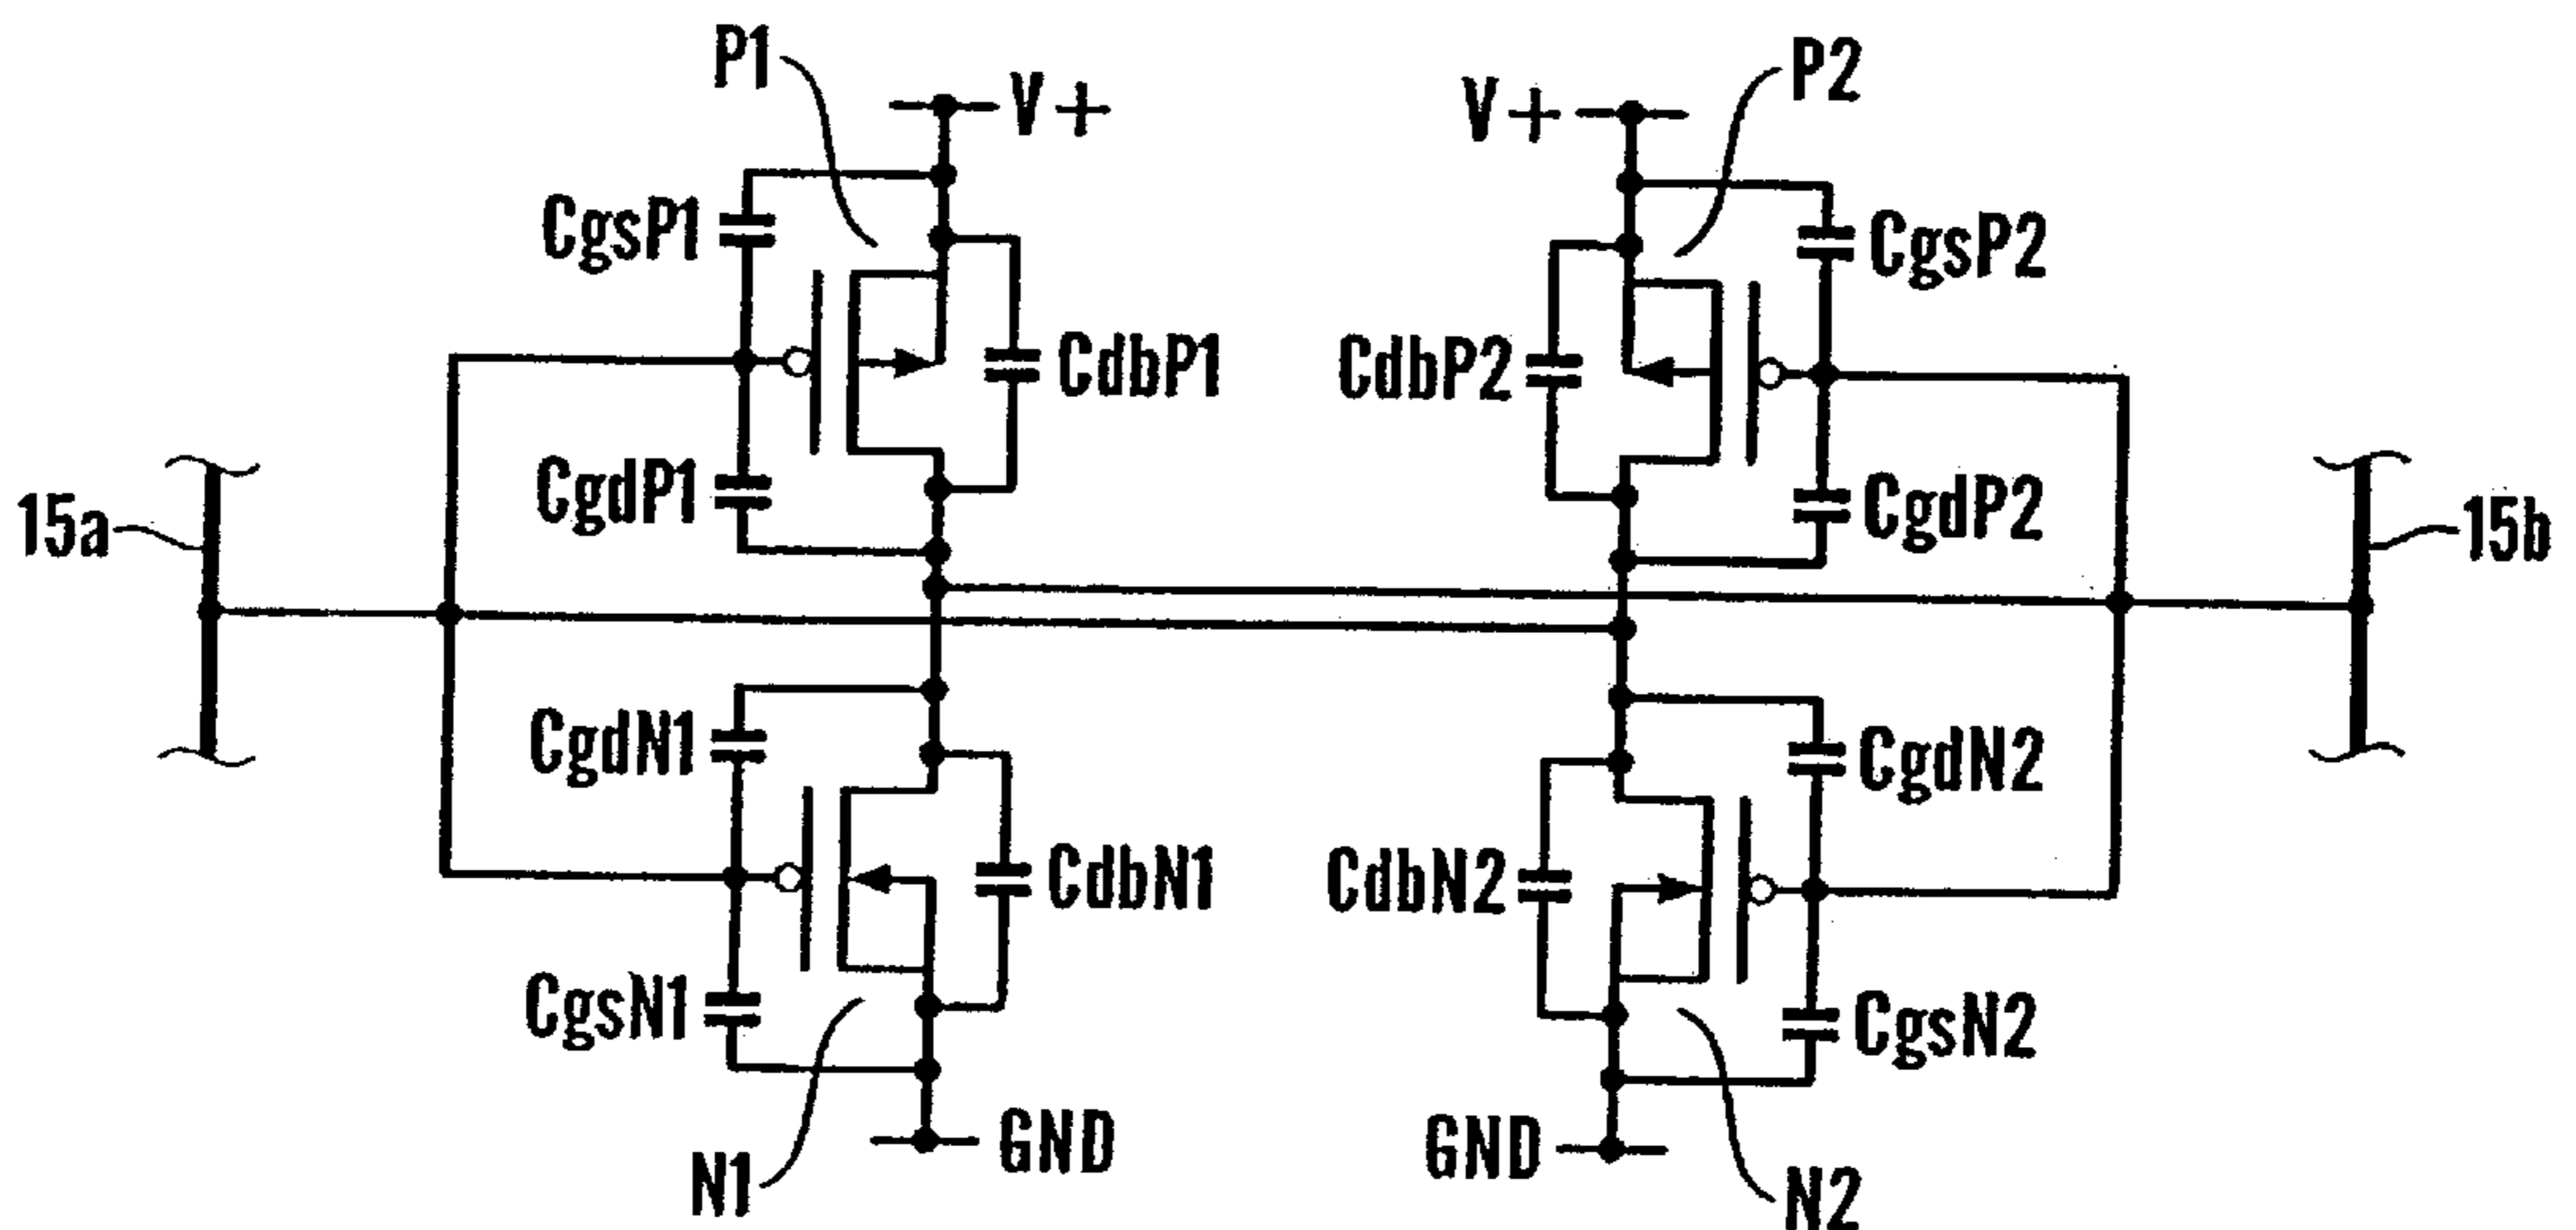 P1
V+
V+
P2
CgsP1
CgsP2
CdbP1
CdbP2
CgdP1
CgdP2
15a
15b
CgdN1
CgdN2
CdbN1
CdbN2
CgsN1
CgsN2
GND
GND
N1
N2